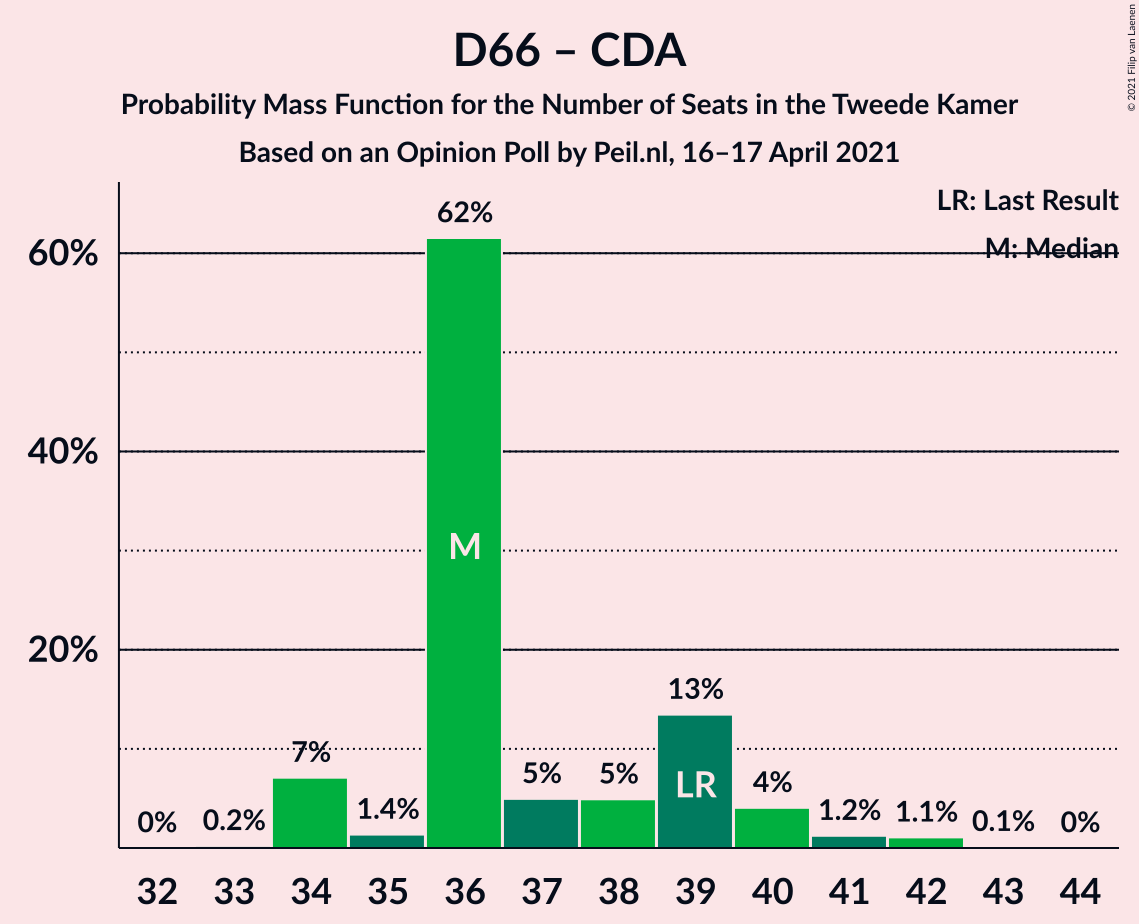 D66 – CDA
Probability Mass Function for the Number of Seats in the Tweede Kamer
Based on an Opinion Poll by Peil.nl, 16–17 April 2021
© 2021 Filip van Laenen
LR: Last Result
M: Median
60%
40%
20%
0%
0.2%
7%
1.4%
62%
5%
5%
13%
4%
1.2%
1.1%
0.1%
0%
M
LR
32 33 34 35 36 37 38 39 40 41 42 43 44